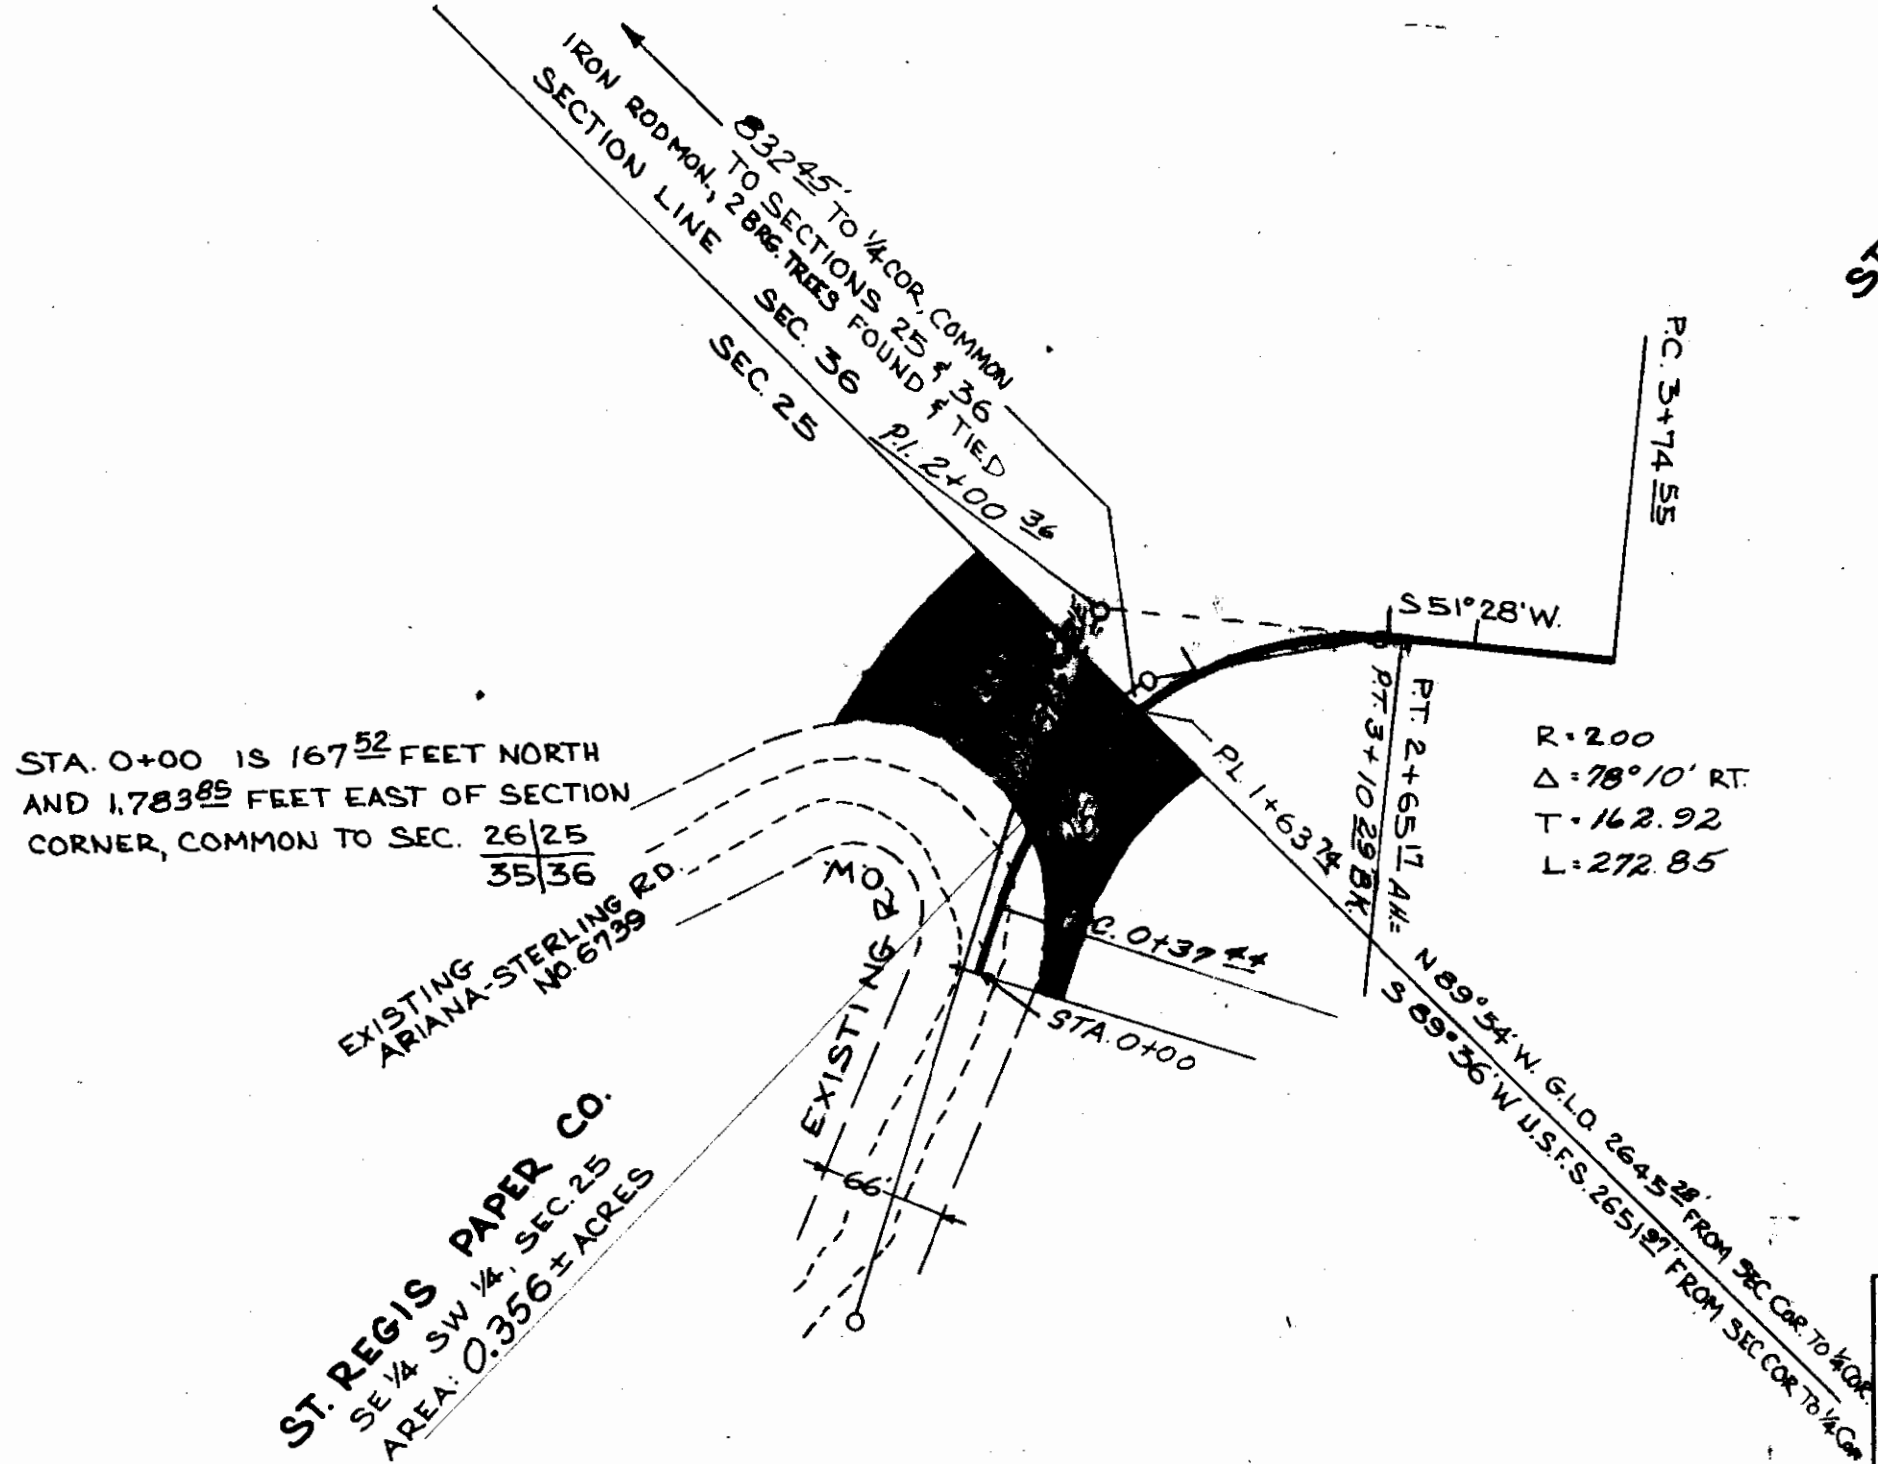 832 45' TO 1/4 COR, COMMON
TO SECTIONS 25 & 36
IRON ROD MON., 2 BRG. TREES FOUND & TIED
SECTION LINE SEC. 36
SEC. 25
P.I. 2+00 36
P.C. 3+74 55
S 51° 28' W.
P.T. 2+65 17 AH=
P.T. 3+10 29 BK.
R = 200
Δ = 78° 10' RT.
T = 162.92
L = 272.85
P.L. 1+63 74
STA. 0+00 IS 167 52 FEET NORTH
AND 1,783 85 FEET EAST OF SECTION
CORNER, COMMON TO SEC. 26|25
35|36
EXISTING
ARIANA-STERLING RD.
NO. 6739
EXISTING R.O.W.
C. 0+37 44
STA. 0+00
66'
N 89° 54' W. G.L.O. 2645 28' FROM SEC COR. TO 1/4 COR.
S 89° 36' W U.S.F.S. 2651 97' FROM SEC COR TO 1/4 COR
ST. REGIS PAPER CO.
SE 1/4 SW 1/4, SEC. 25
AREA: 0.356 ± ACRES